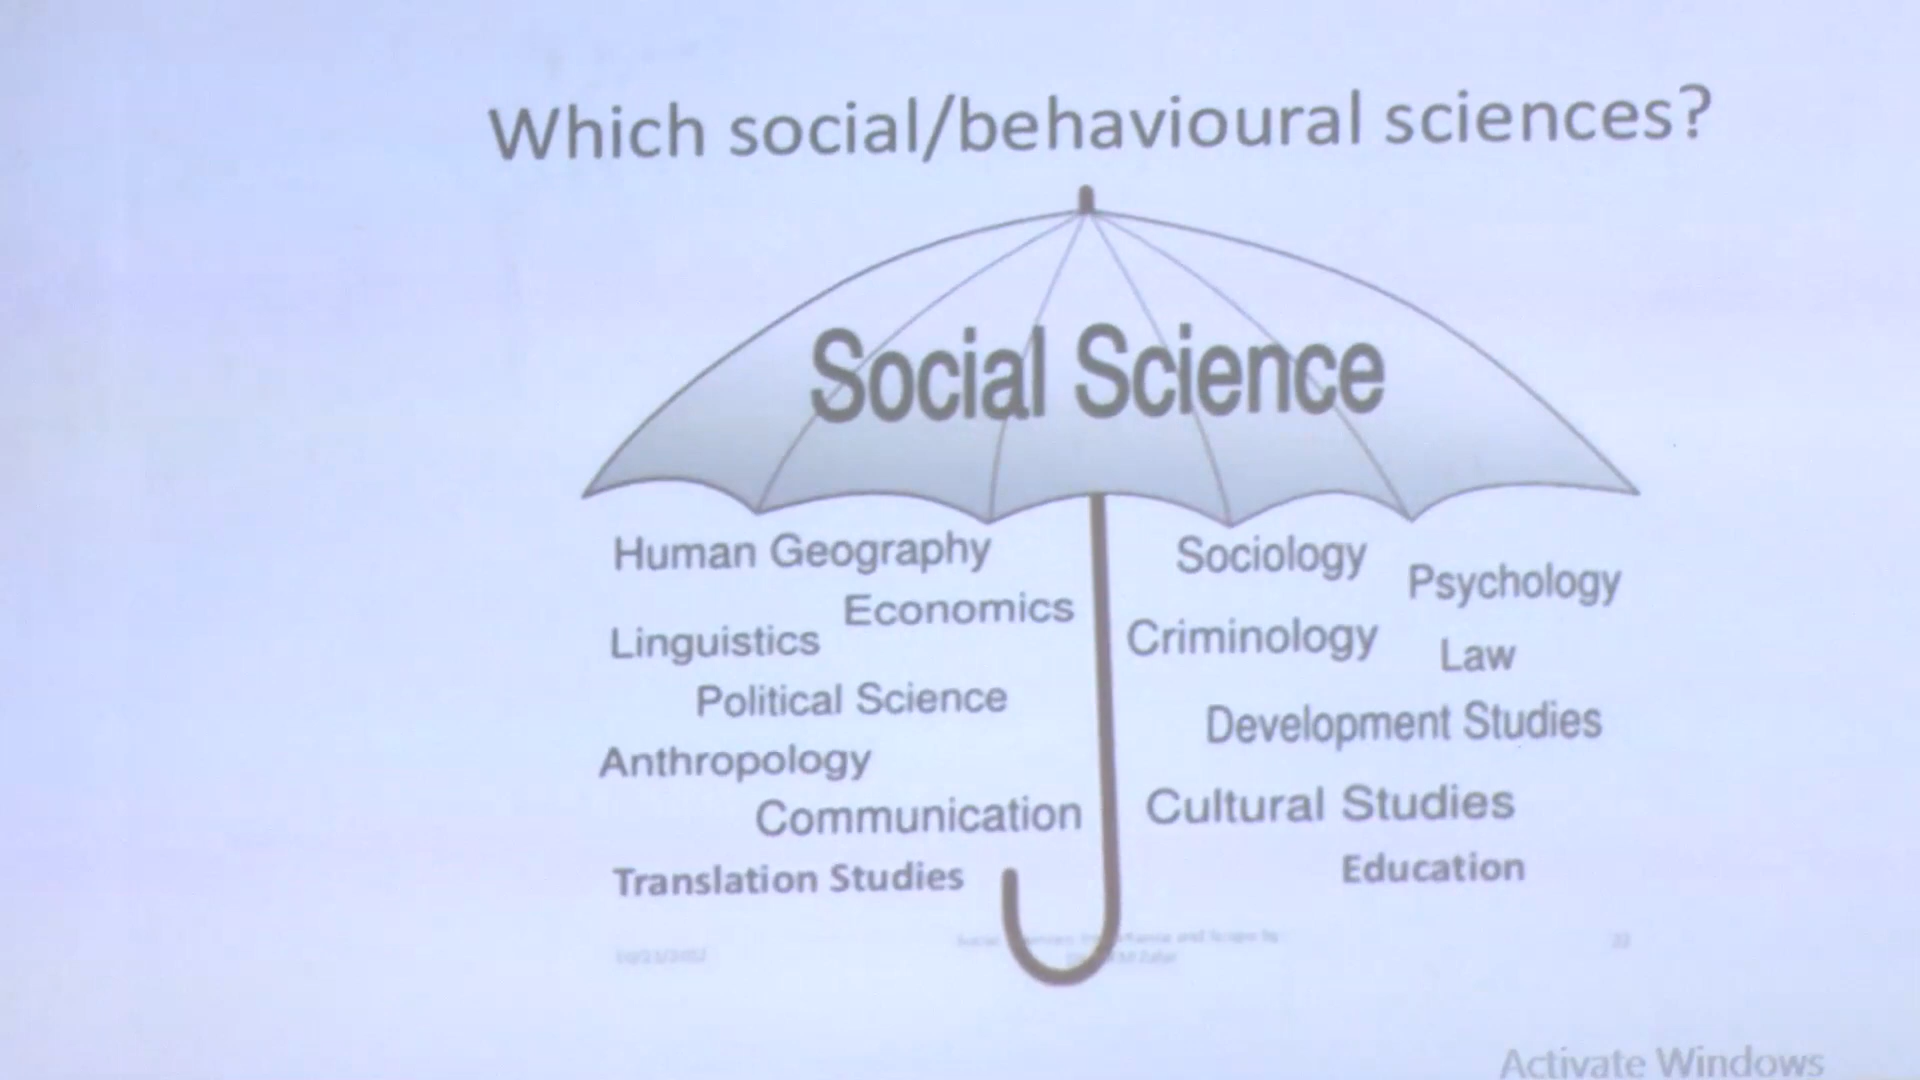 Which social/behavioural sciences?
Social Science
Human Geography
Sociology
Psychology
Economics
Linguistics
Criminology
Law
Political Science
Development Studies
Anthropology
Communication
Cultural Studies
Translation Studies
Education
Activate Windows